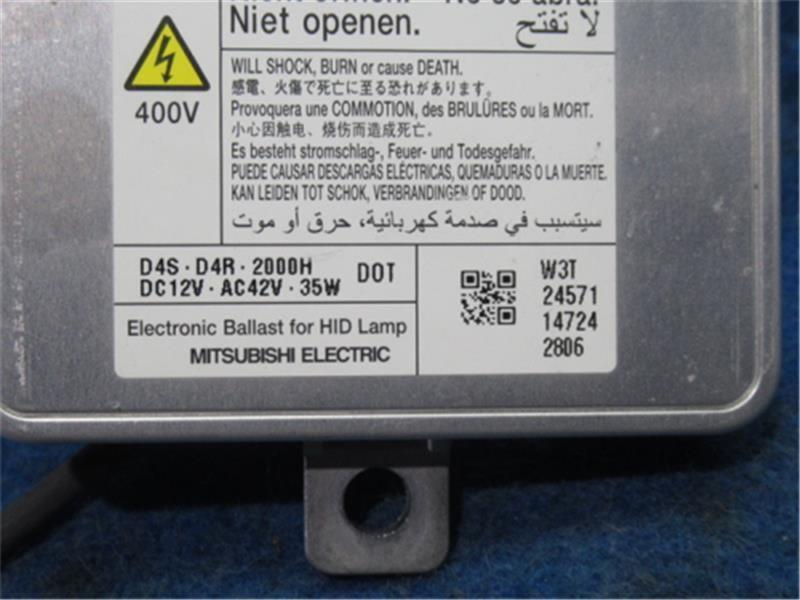 Niet openen.
لا تفتح
400V
WILL SHOCK, BURN or cause DEATH.
感電、火傷で死亡に至る恐れがあります。
Provoquera une COMMOTION, des BRULÛRES ou la MORT.
小心因触电、烧伤而造成死亡。
Es besteht stromschlag-, Feuer- und Todesgefahr.
PUEDE CAUSAR DESCARGAS ELÉCTRICAS, QUEMADURAS O LA MUERTE.
KAN LEIDEN TOT SCHOK, VERBRANDINGEN OF DOOD.
سيتسبب في صدمة كهربائية، حرق أو موت
D4S · D4R · 2000H
DC12V · AC42V · 35W
DOT
Electronic Ballast for HID Lamp
MITSUBISHI ELECTRIC
W3T
24571
14724
2806